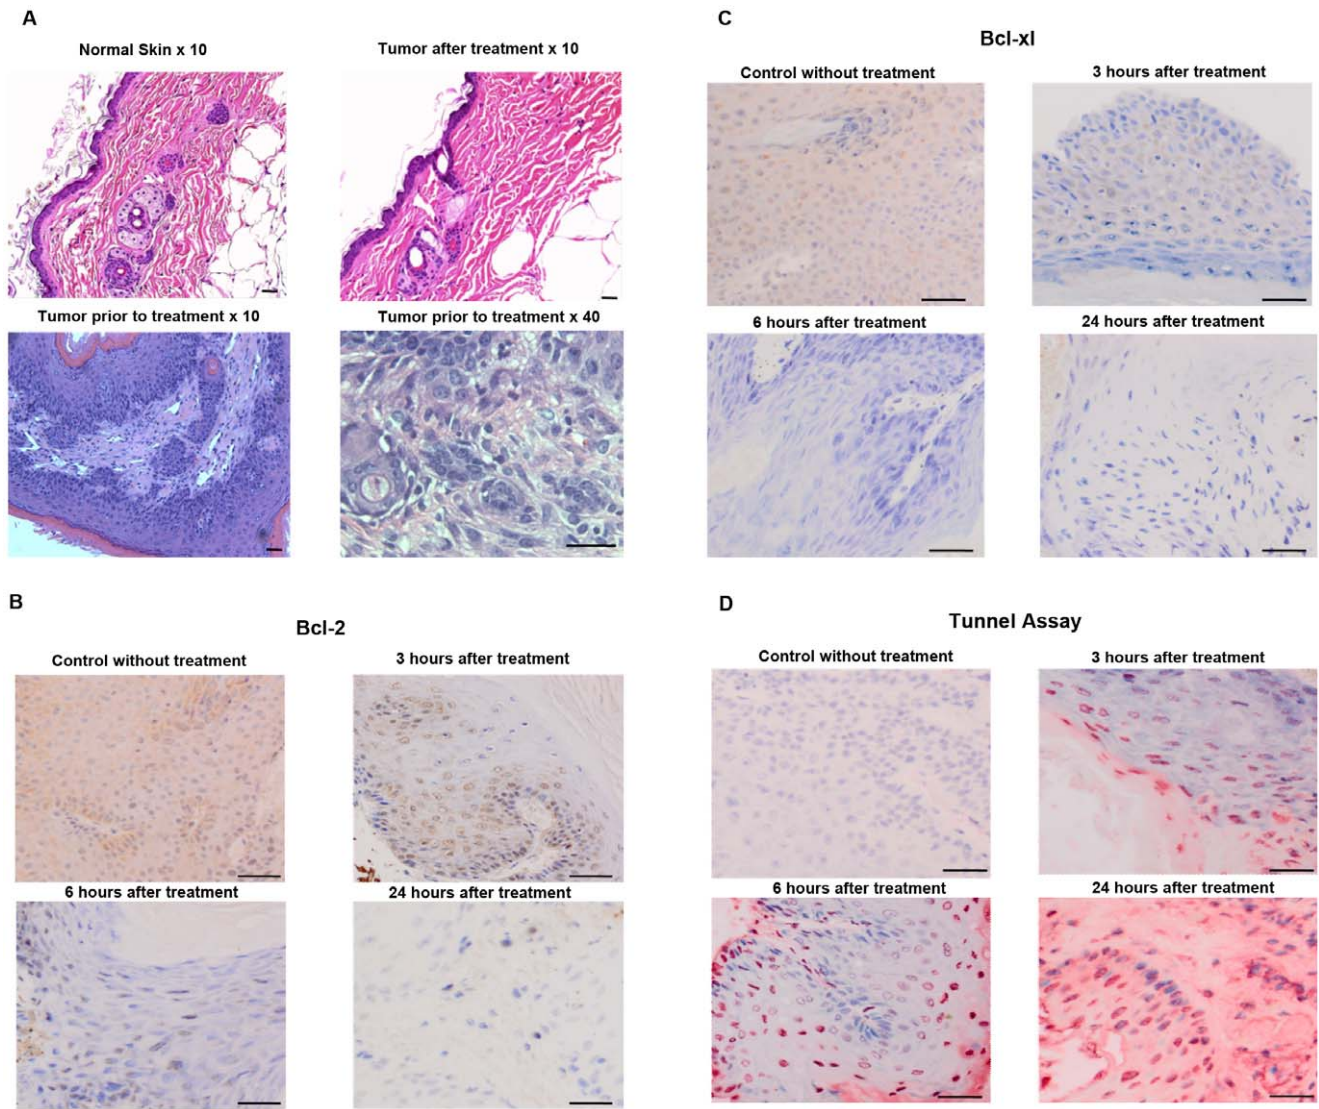 A
Normal Skin x 10
Tumor after treatment x 10
Tumor prior to treatment x 10
Tumor prior to treatment x 40
B
Bcl-2
Control without treatment
3 hours after treatment
6 hours after treatment
24 hours after treatment
C
Bcl-xl
Control without treatment
3 hours after treatment
6 hours after treatment
24 hours after treatment
D
Tunnel Assay
Control without treatment
3 hours after treatment
6 hours after treatment
24 hours after treatment